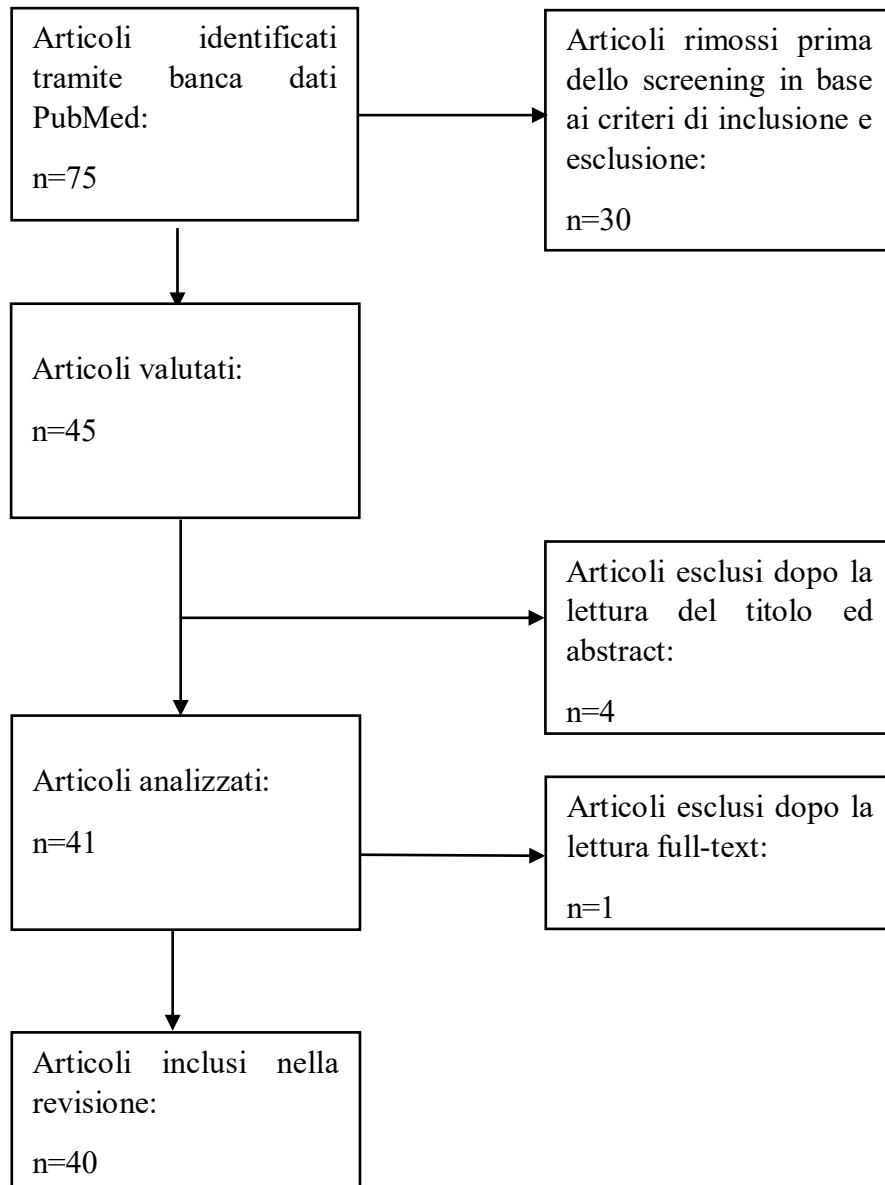 Articoli identificati
tramite banca dati
PubMed:
n=75
Articoli rimossi prima
dello screening in base
ai criteri di inclusione e
esclusione:
n=30
Articoli valutati:
n=45
Articoli esclusi dopo la
lettura del titolo ed
abstract:
n=4
Articoli analizzati:
n=41
Articoli esclusi dopo la
lettura full-text:
n=1
Articoli inclusi nella
revisione:
n=40